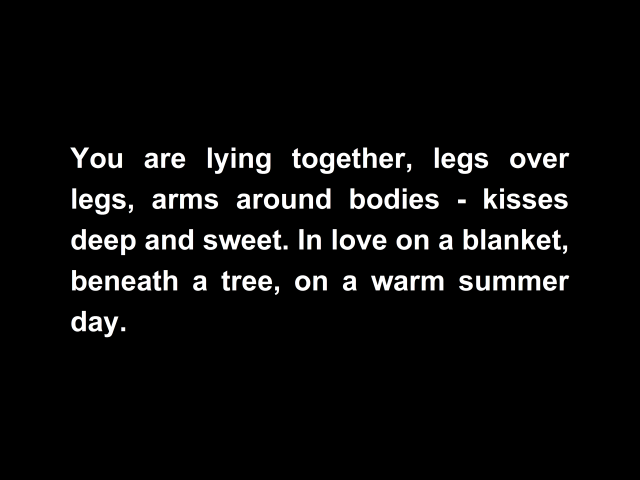 You are lying together, legs over
legs, arms around bodies - kisses
deep and sweet. In love on a blanket,
beneath a tree, on a warm summer
day.